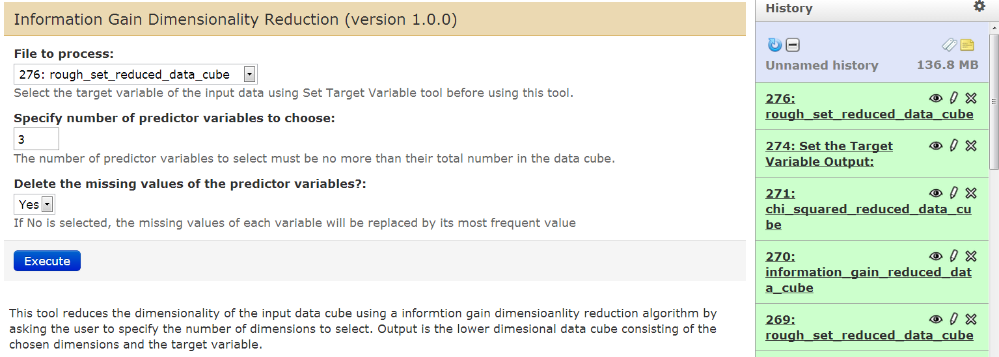 Information Gain Dimensionality Reduction (version 1.0.0)
File to process:
276: rough_set_reduced_data_cube
Select the target variable of the input data using Set Target Variable tool before using this tool.
Specify number of predictor variables to choose:
3
The number of predictor variables to select must be no more than their total number in the data cube.
Delete the missing values of the predictor variables?:
Yes
If No is selected, the missing values of each variable will be replaced by its most frequent value
Execute
This tool reduces the dimensionality of the input data cube using a informtion gain dimensioanlity reduction algorithm by
asking the user to specify the number of dimensions to select. Output is the lower dimesional data cube consisting of the
chosen dimensions and the target variable.
History
Unnamed history 136.8 MB
276:
rough_set_reduced_data_cube
274: Set the Target
Variable Output:
271:
chi_squared_reduced_data_cu
be
270:
information_gain_reduced_dat
a_cube
269:
rough_set_reduced_data_cube